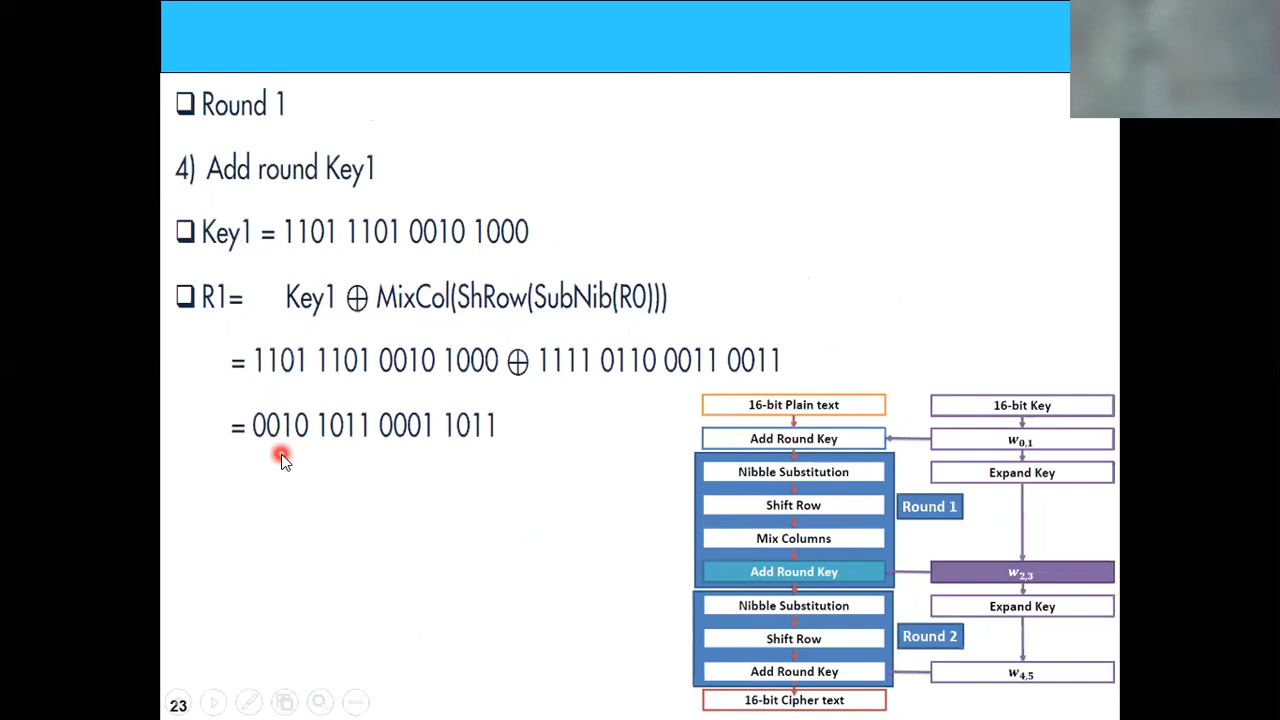 ❑ Round 1
4) Add round Key1
❑ Key1 = 1101 1101 0010 1000
❑ R1= Key1 ⊕ MixCol(ShRow(SubNib(R0)))
= 1101 1101 0010 1000 ⊕ 1111 0110 0011 0011
= 0010 1011 0001 1011
16-bit Plain text
16-bit Key
Add Round Key
w0,1
Nibble Substitution
Expand Key
Shift Row
Round 1
Mix Columns
Add Round Key
w2,3
Nibble Substitution
Expand Key
Shift Row
Round 2
Add Round Key
w4,5
16-bit Cipher text
23